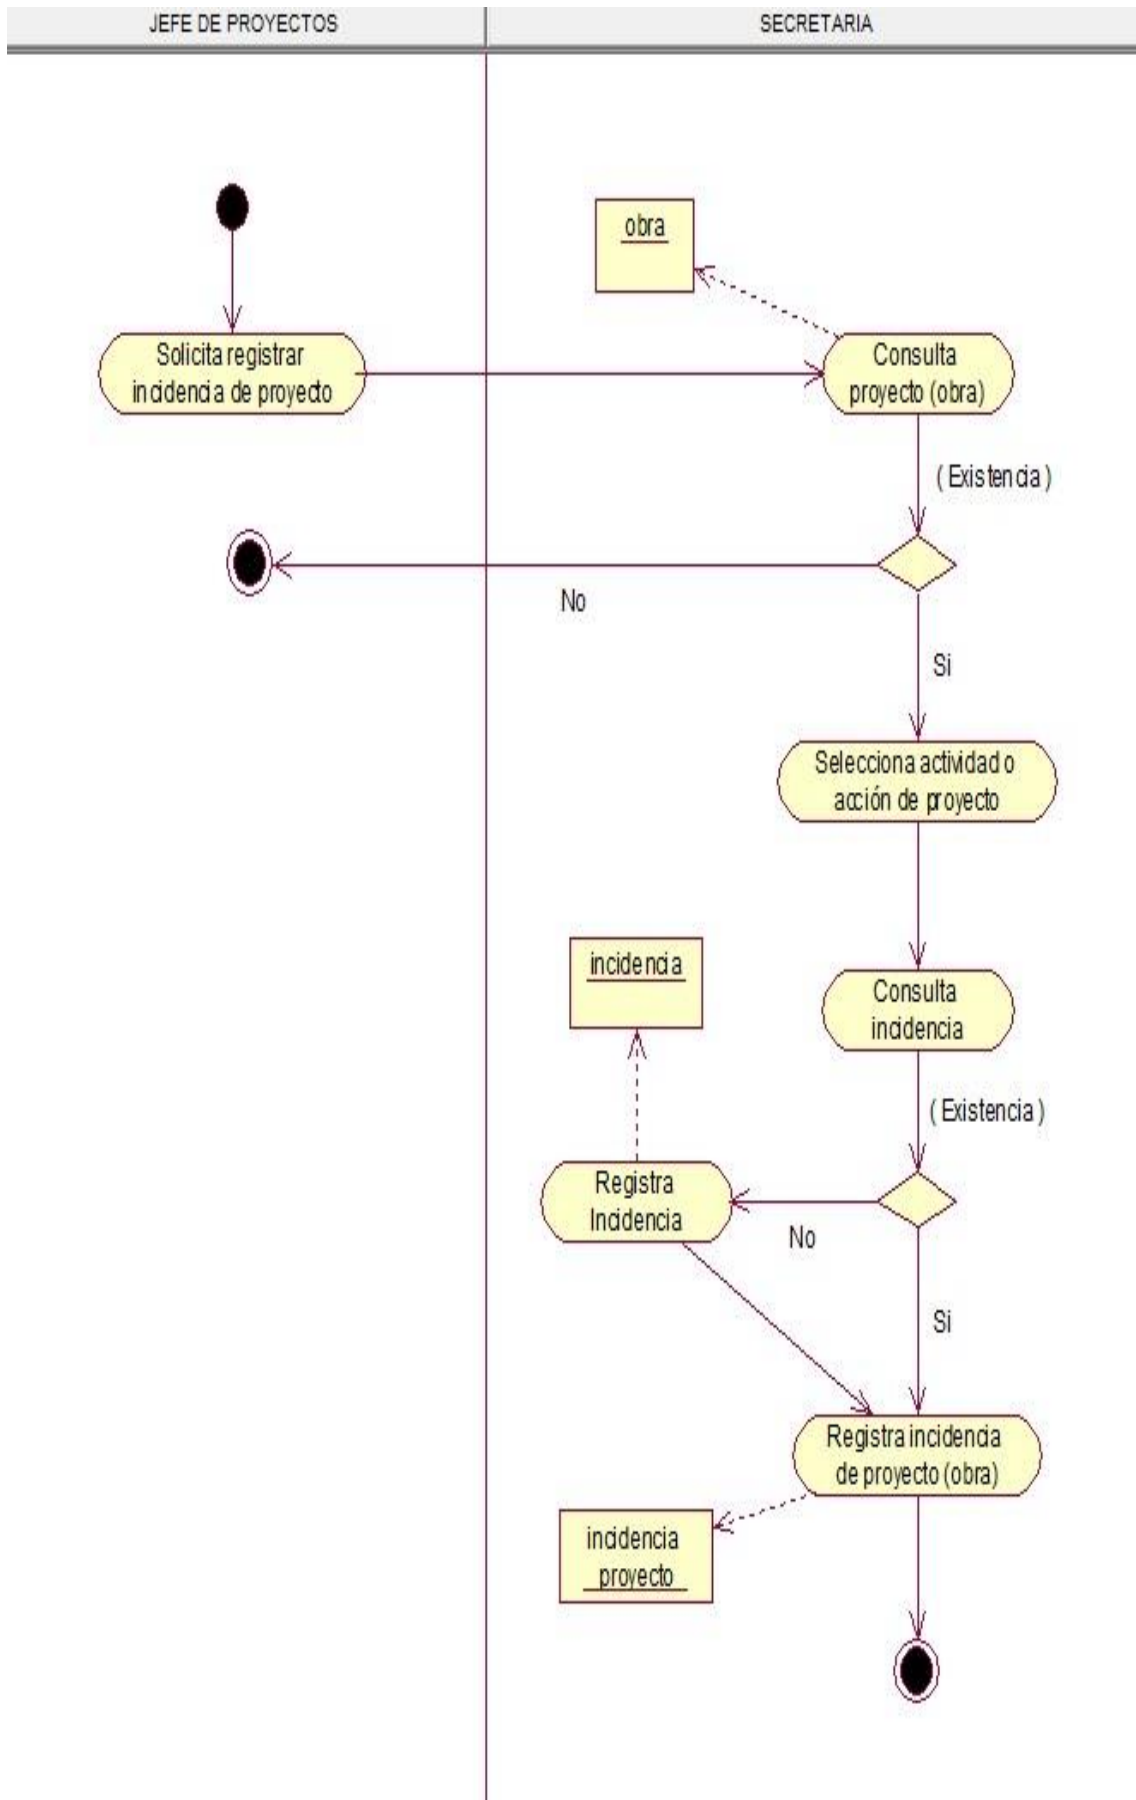 JEFE DE PROYECTOS
SECRETARIA
obra
Solicita registrar
incidencia de proyecto
Consulta
proyecto (obra)
( Existencia )
No
Si
Selecciona actividad o
acción de proyecto
incidencia
Consulta
incidencia
( Existencia )
Registra
Incidencia
No
Si
Registra incidencia
de proyecto (obra)
incidencia
proyecto